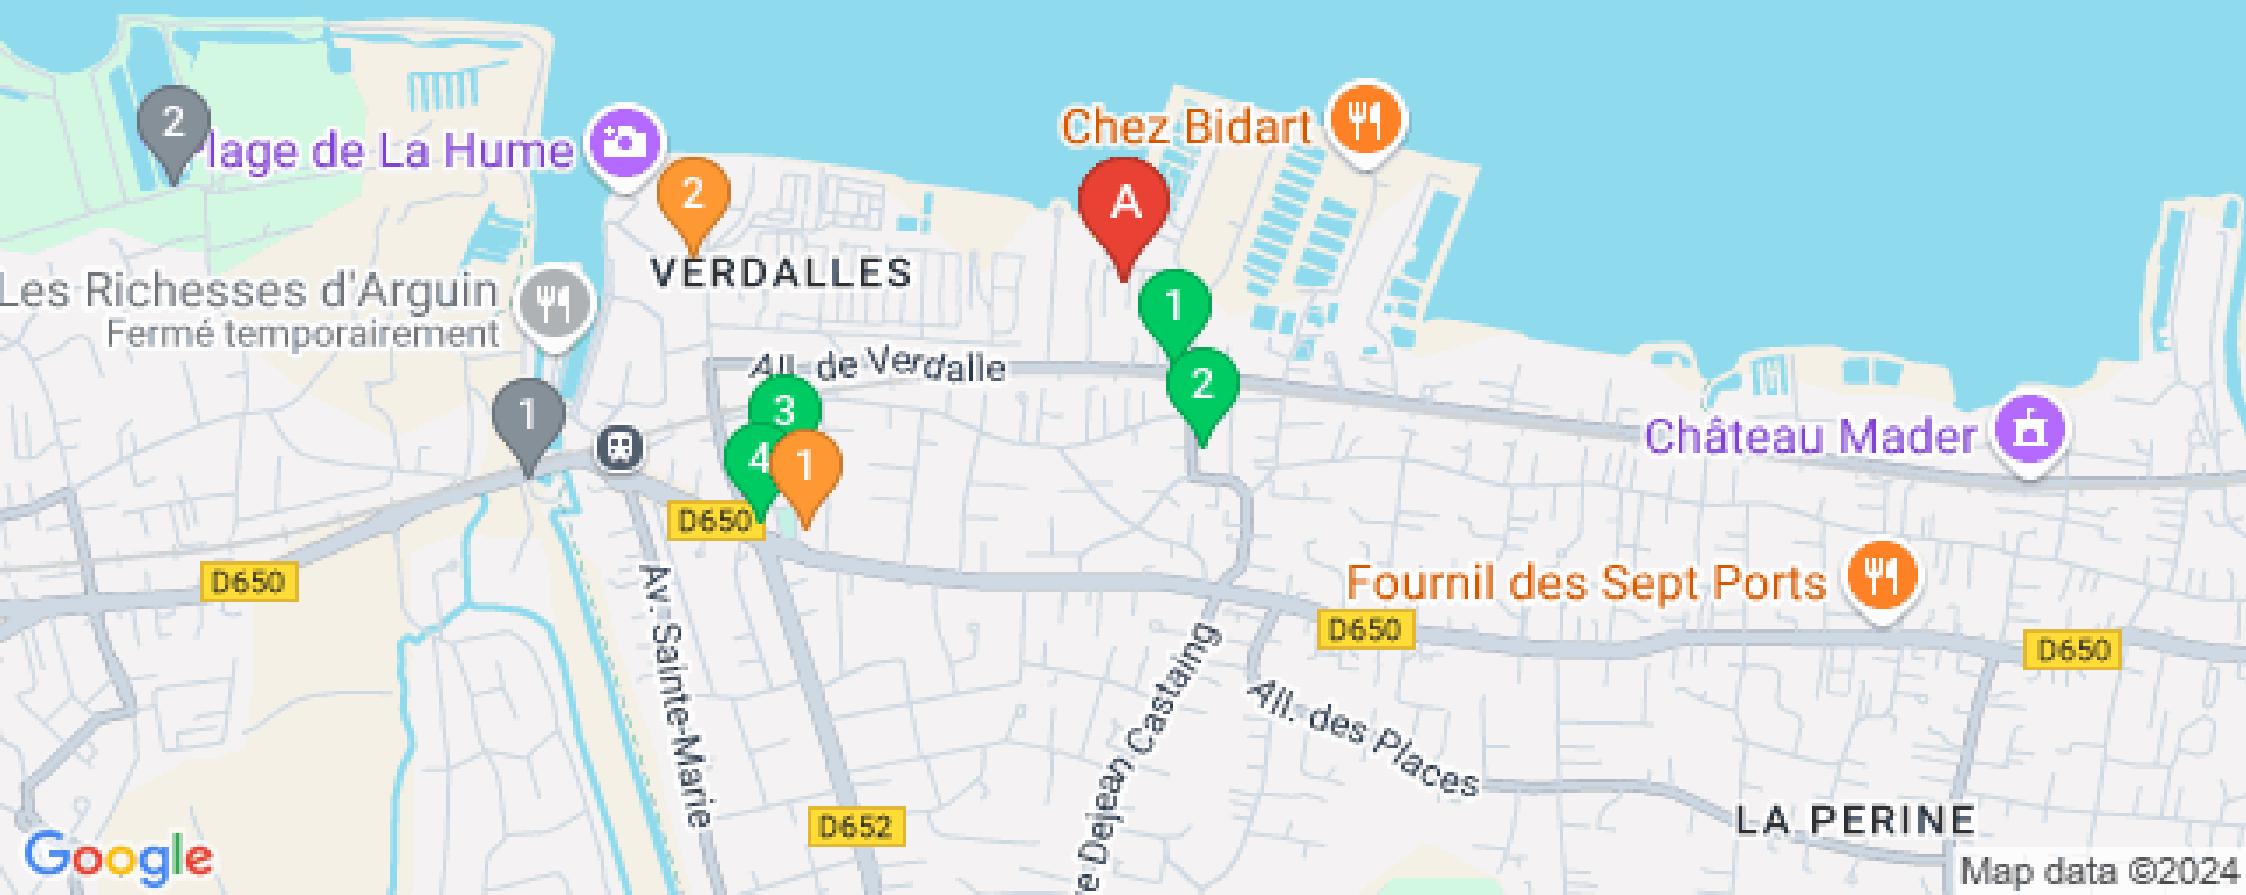 Chez Bidart
2
lage de La Hume
2
A
VERDALLES
Les Richesses d'Arguin
Fermé temporairement
1
All. de Verdalle
2
1
3
4
1
Château Mader
D650
D650
Fournil des Sept Ports
D650
D650
Av. Sainte-Marie
e Dejean Castaing
All. des Places
D652
LA PERINE
Google
Map data ©2024